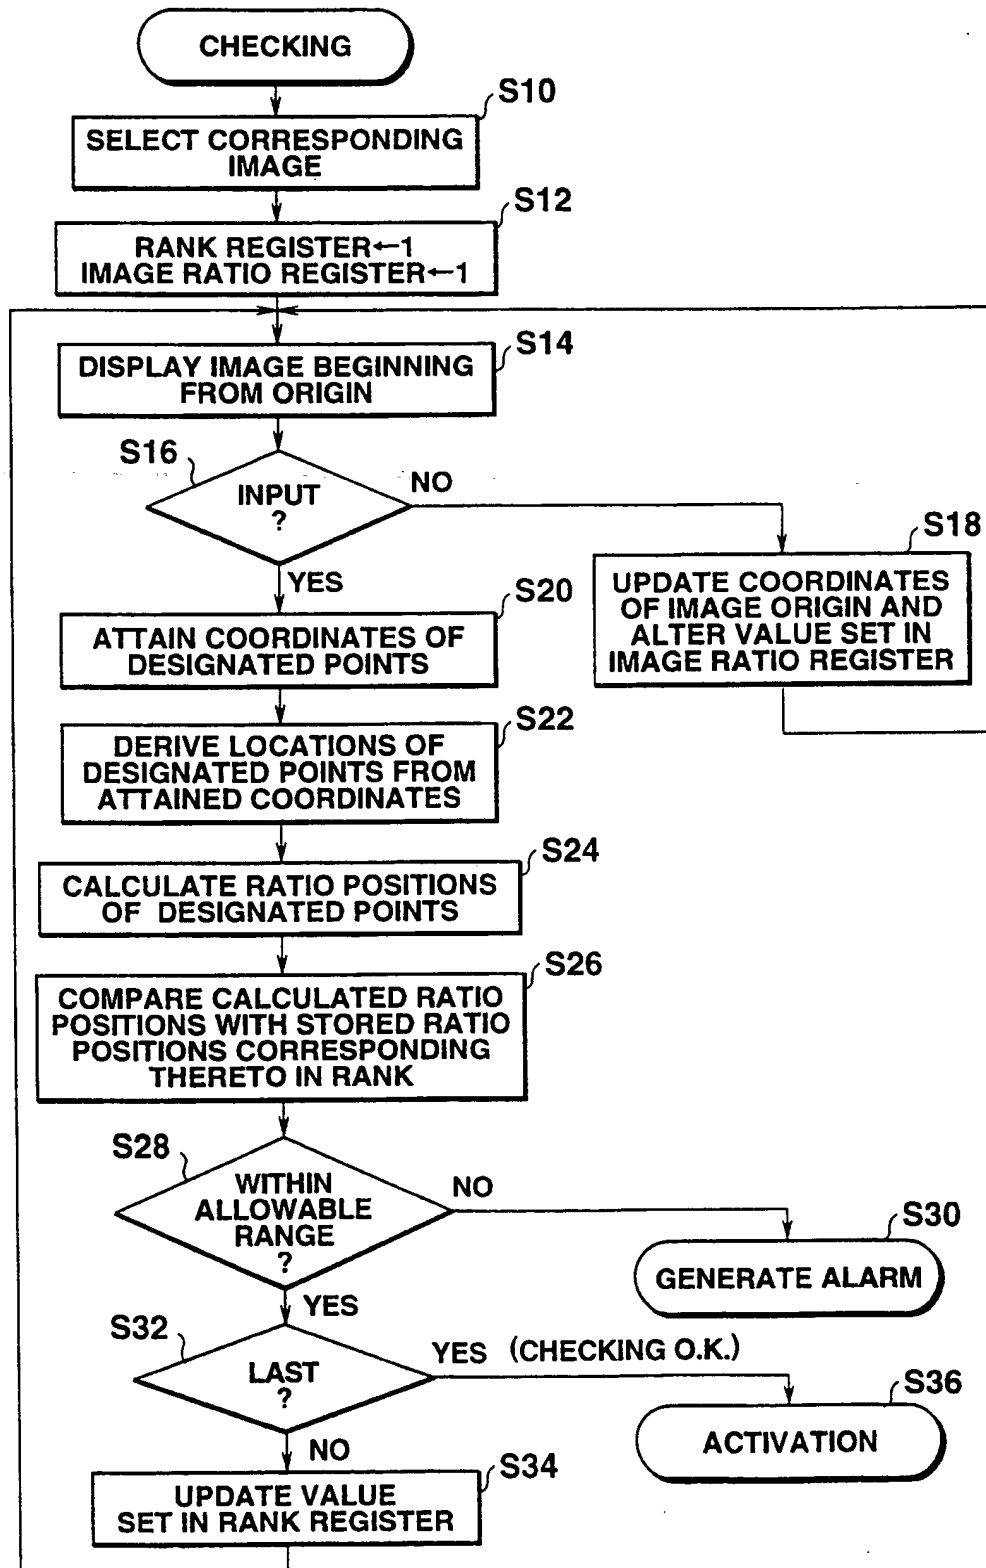 CHECKING
S10
SELECT CORRESPONDING
IMAGE
S12
RANK REGISTER←1
IMAGE RATIO REGISTER←1
S14
DISPLAY IMAGE BEGINNING
FROM ORIGIN
S16
INPUT
?
NO
YES
S18
UPDATE COORDINATES
OF IMAGE ORIGIN AND
ALTER VALUE SET IN
IMAGE RATIO REGISTER
S20
ATTAIN COORDINATES OF
DESIGNATED POINTS
S22
DERIVE LOCATIONS OF
DESIGNATED POINTS FROM
ATTAINED COORDINATES
S24
CALCULATE RATIO POSITIONS
OF DESIGNATED POINTS
S26
COMPARE CALCULATED RATIO
POSITIONS WITH STORED RATIO
POSITIONS CORRESPONDING
THERETO IN RANK
S28
WITHIN
ALLOWABLE
RANGE
?
NO
S30
GENERATE ALARM
YES
S32
LAST
?
YES (CHECKING O.K.)
S36
ACTIVATION
NO
S34
UPDATE VALUE
SET IN RANK REGISTER